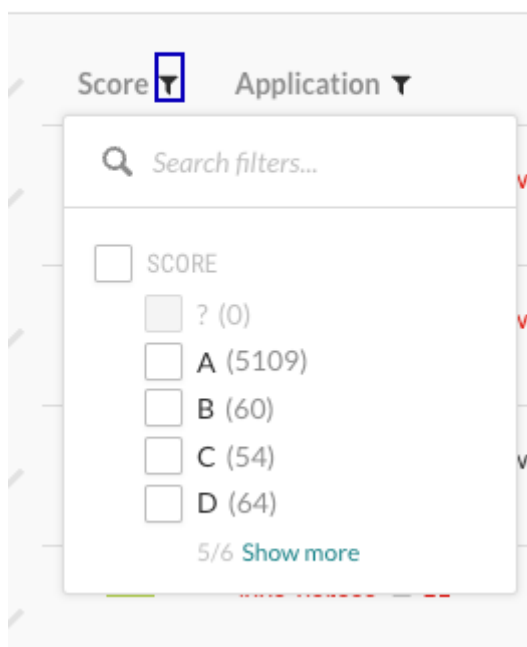 Score Application
Search filters...
SCORE
? (0)
A (5109)
B (60)
C (54)
D (64)
5/6 Show more